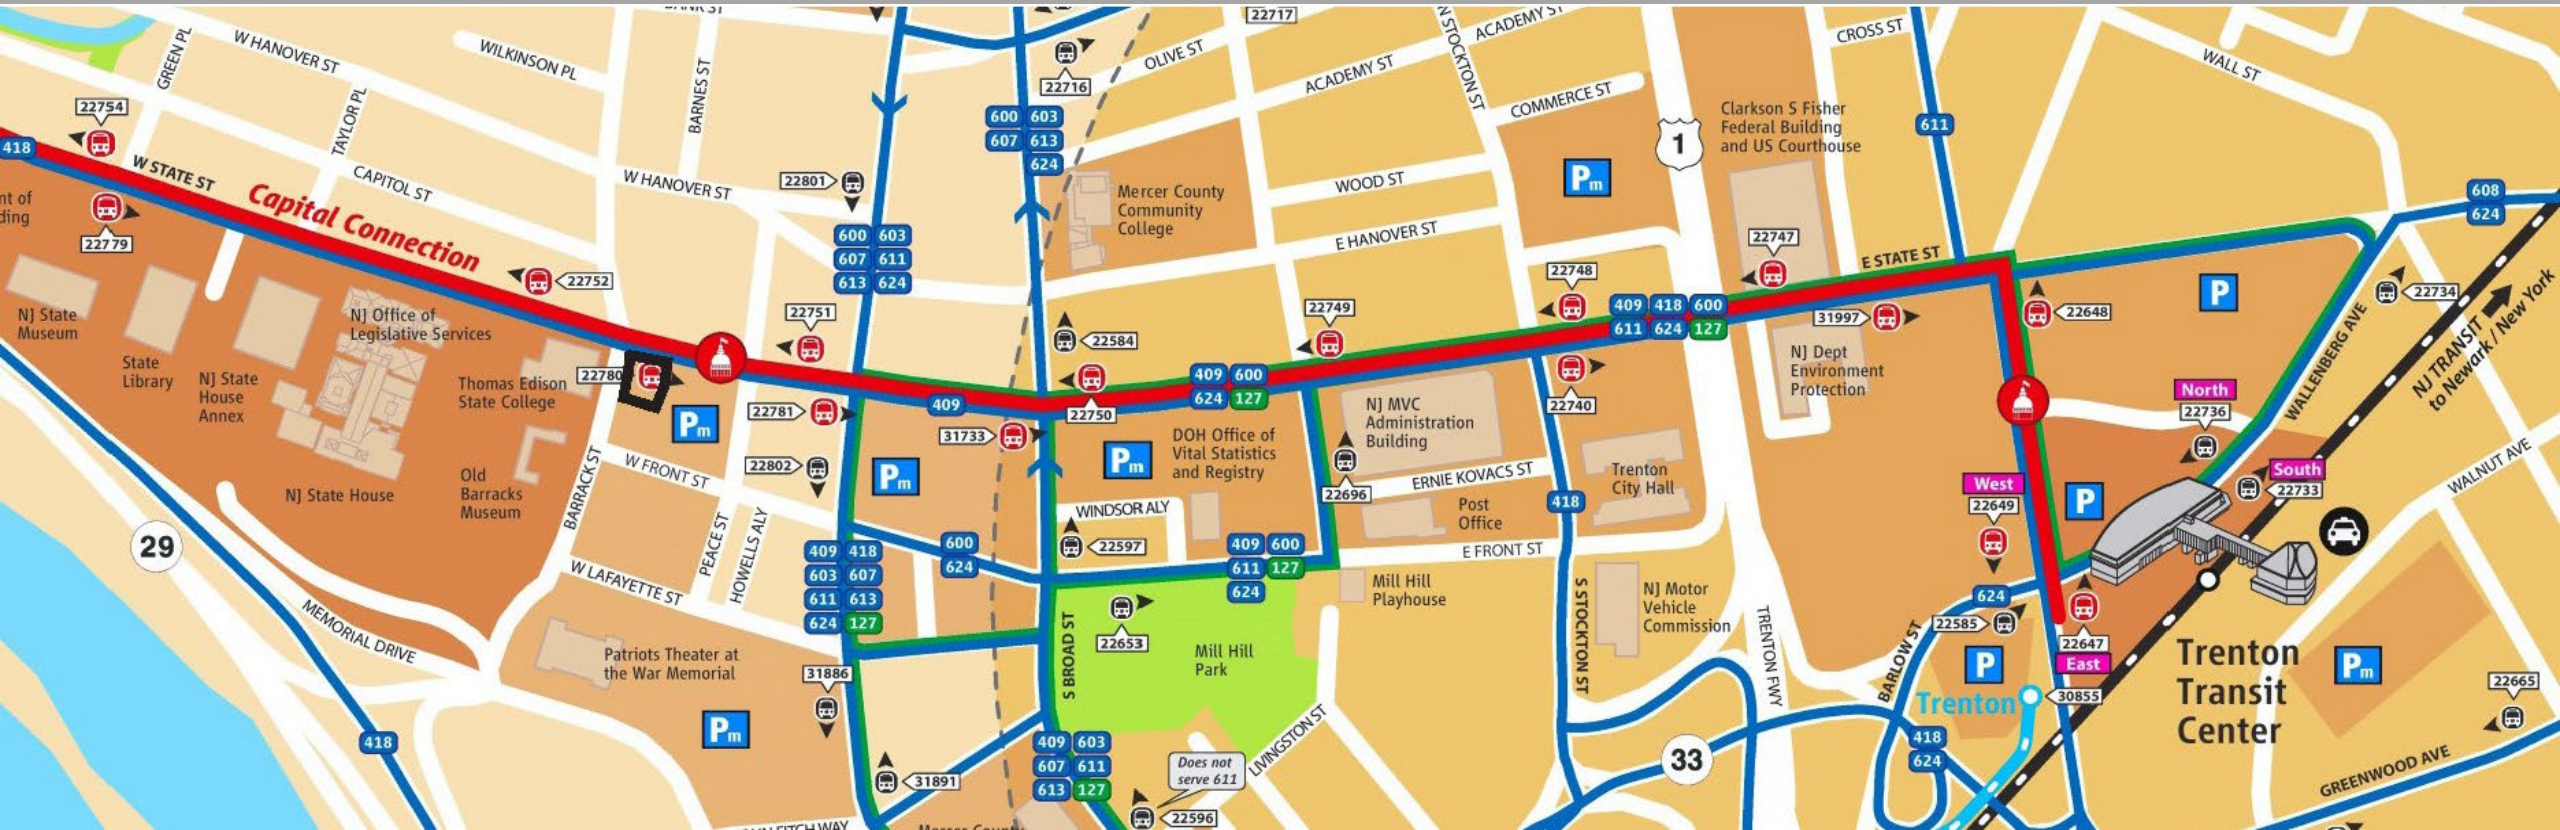 BANK ST
22717
ACADEMY ST
N STOCKTON ST
CROSS ST
GREEN PL
W HANOVER ST
WILKINSON PL
BARNES ST
22716
OLIVE ST
ACADEMY ST
COMMERCE ST
WALL ST
22754
TAYLOR PL
600 603
607 613
624
Clarkson S Fisher
Federal Building
and US Courthouse
611
1
418
W STATE ST
CAPITOL ST
W HANOVER ST
22801
Mercer County
Community
College
WOOD ST
Pm
608
624
Capital Connection
22779
600 603
607 611
613 624
E HANOVER ST
22747
E STATE ST
22752
22748
P
22734
NJ State
Museum
NJ Office of
Legislative Services
22751
22584
22749
409 418 600
611 624 127
31997
22648
WALLENBERG AVE
NJ TRANSIT
to Newark / New York
State
Library
NJ State
House
Annex
Thomas Edison
State College
22780
Pm
22781
409
22750
409 600
624 127
22740
NJ Dept
Environment
Protection
North
22736
NJ MVC
Administration
Building
31733
Pm
DOH Office of
Vital Statistics
and Registry
22802
Pm
W FRONT ST
BARRACK ST
Old
Barracks
Museum
NJ State House
22696
ERNIE KOVACS ST
Trenton
City Hall
418
West
22649
P
South
22733
WALNUT AVE
29
PEACE ST
HOWELLS ALY
WINDSOR ALY
22597
Post
Office
E FRONT ST
409 418
603 607
611 613
624 127
600
624
409 600
611 127
624
W LAFAYETTE ST
MEMORIAL DRIVE
22653
Mill Hill
Playhouse
S STOCKTON ST
NJ Motor
Vehicle
Commission
TRENTON FWY
624
22585
BARLOW ST
22647
East
Patriots Theater at
the War Memorial
31886
S BROAD ST
Mill Hill
Park
P
Trenton
30855
Trenton
Transit
Center
Pm
22665
Pm
418
31891
409 603
607 611
613 127
LIVINGSTON ST
Does not
serve 611
22596
33
418
624
GREENWOOD AVE
FITCH WAY
Mercer County